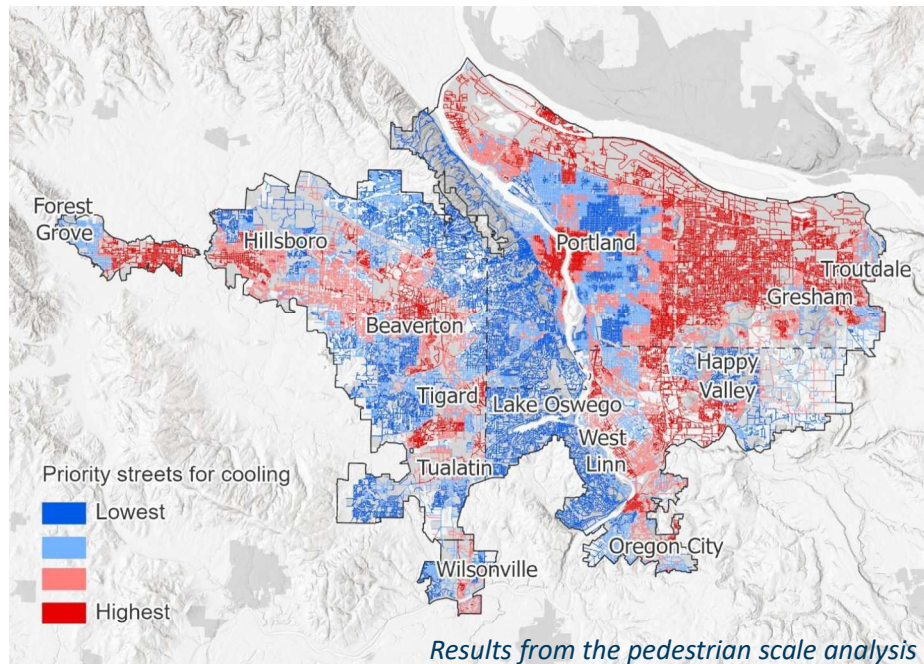 Forest
Grove
Hillsboro
Portland
Troutdale
Gresham
Beaverton
Happy
Valley
Tigard
Lake Oswego
West
Linn
Tualatin
Oregon City
Wilsonville
Priority streets for cooling
Lowest
Highest
Results from the pedestrian scale analysis